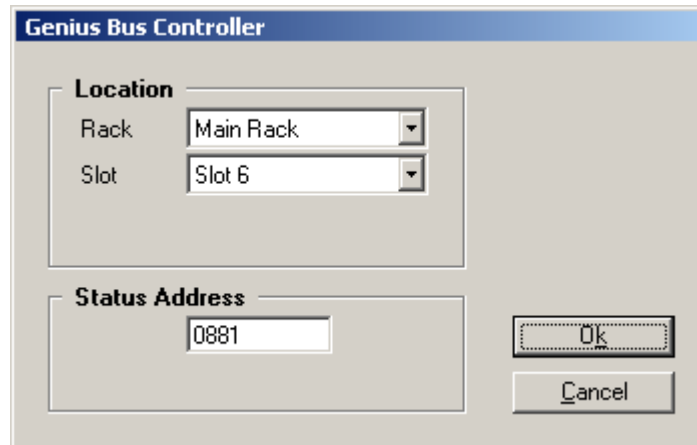 Genius Bus Controller
Location
Rack Main Rack
Slot Slot 6
Status Address
0881
Ok
Cancel